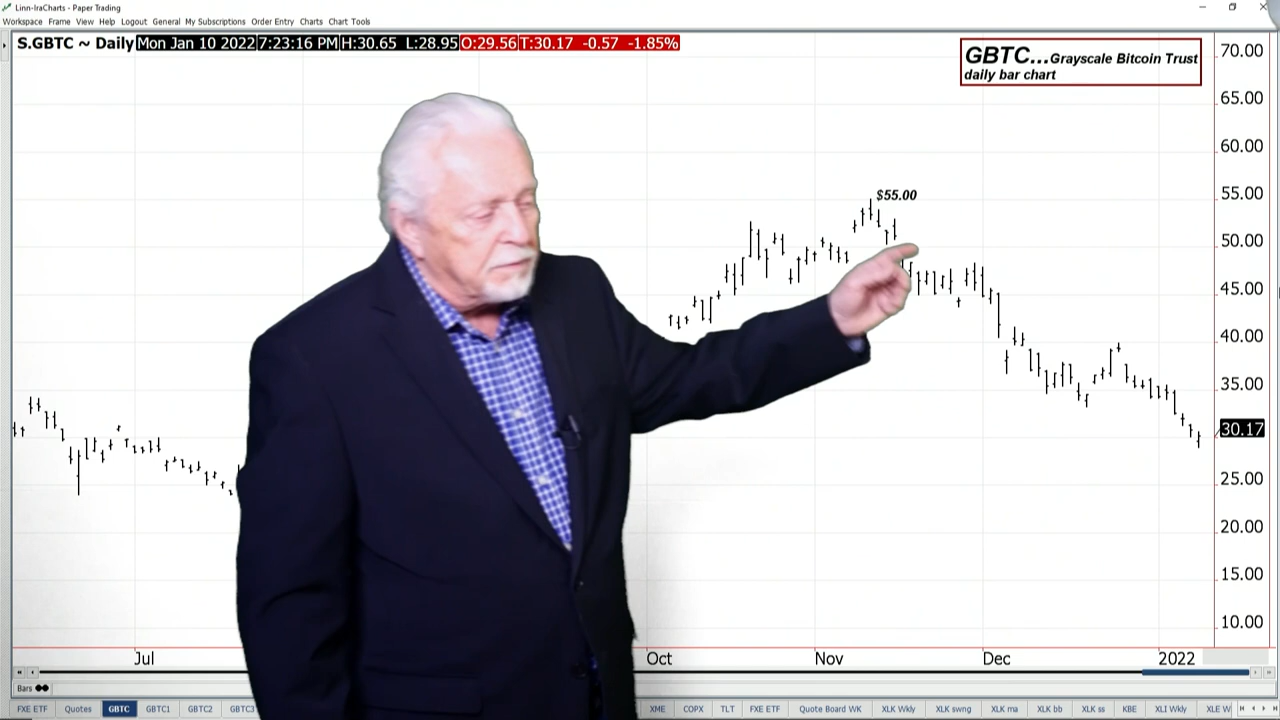 Linn-IraCharts - Paper Trading
Workspace Frame View Help Logout General My Subscriptions Order Entry Charts Chart Tools
S.GBTC ~ Daily Mon Jan 10 2022 7:23:16 PM H:30.65 L:28.95 O:29.56 T:30.17 -0.57 -1.85%
GBTC...Grayscale Bitcoin Trust
daily bar chart
70.00
65.00
60.00
55.00
$55.00
50.00
45.00
40.00
35.00
30.17
25.00
20.00
15.00
10.00
Jul Oct Nov Dec 2022
Bars
FXE ETF Quotes GBTC GBTC1 GBTC2 GBTC3 XME COPX TLT FXE ETF Quote Board WK XLK Wkly XLK swng XLK ma XLK bb XLK ss KBE XLI Wkly XLE W